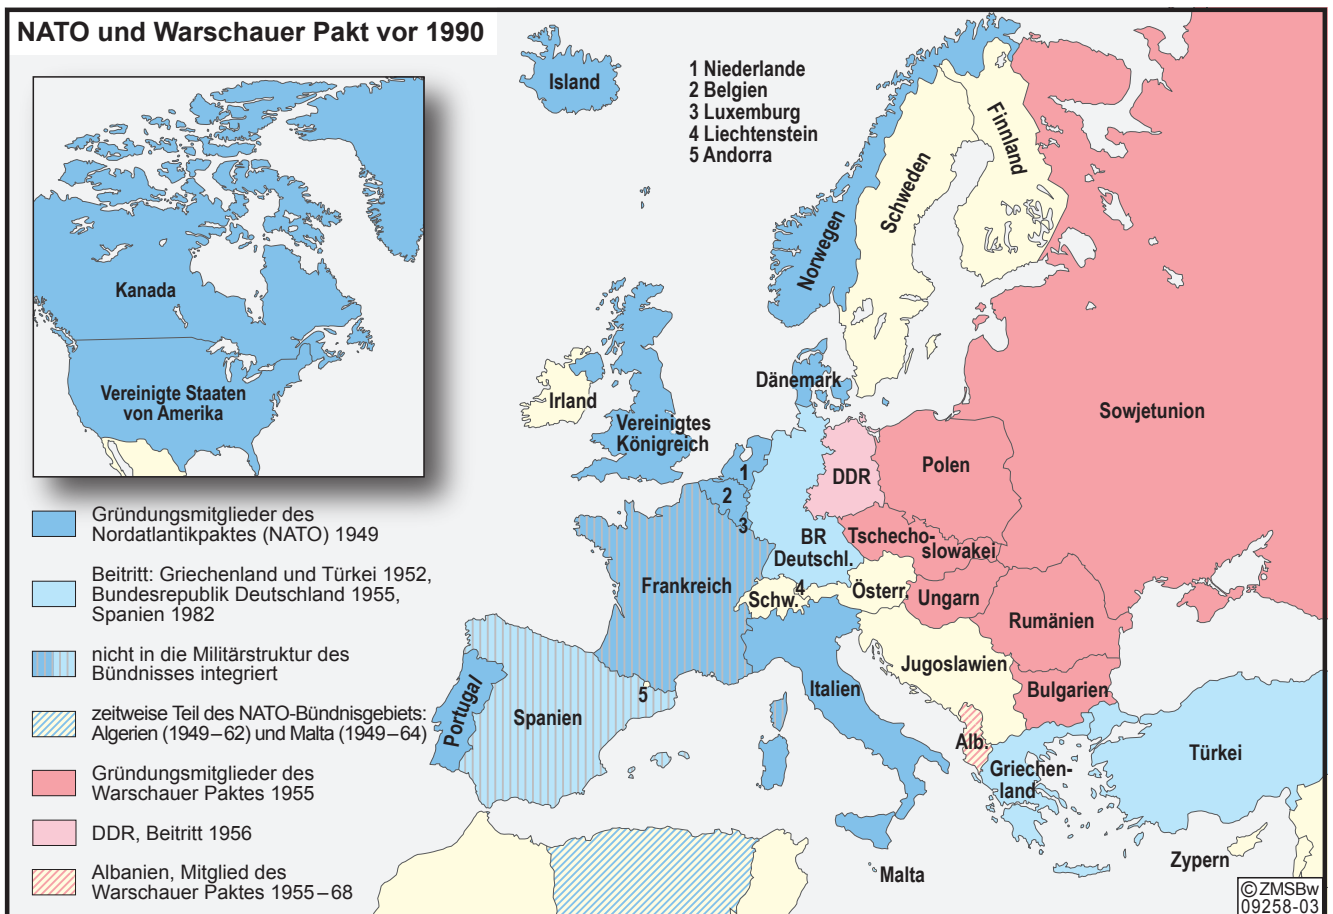 NATO und Warschauer Pakt vor 1990
Island
1 Niederlande
2 Belgien
3 Luxemburg
4 Liechtenstein
5 Andorra
Kanada
Vereinigte Staaten
von Amerika
Norwegen
Schweden
Finnland
Irland
Vereinigtes
Königreich
Dänemark
Sowjetunion
1
2
3
DDR
Polen
BR
Deutschl.
Tschecho-
slowakei
Frankreich
Schw.
4
Österr.
Ungarn
Rumänien
Jugoslawien
Bulgarien
Italien
Portugal
Spanien
5
Alb.
Griechen-
land
Türkei
Malta
Zypern
Gründungsmitglieder des
Nordatlantikpaktes (NATO) 1949
Beitritt: Griechenland und Türkei 1952,
Bundesrepublik Deutschland 1955,
Spanien 1982
nicht in die Militärstruktur des
Bündnisses integriert
zeitweise Teil des NATO-Bündnisgebiets:
Algerien (1949–62) und Malta (1949–64)
Gründungsmitglieder des
Warschauer Paktes 1955
DDR, Beitritt 1956
Albanien, Mitglied des
Warschauer Paktes 1955–68
©ZMSBw
09258-03